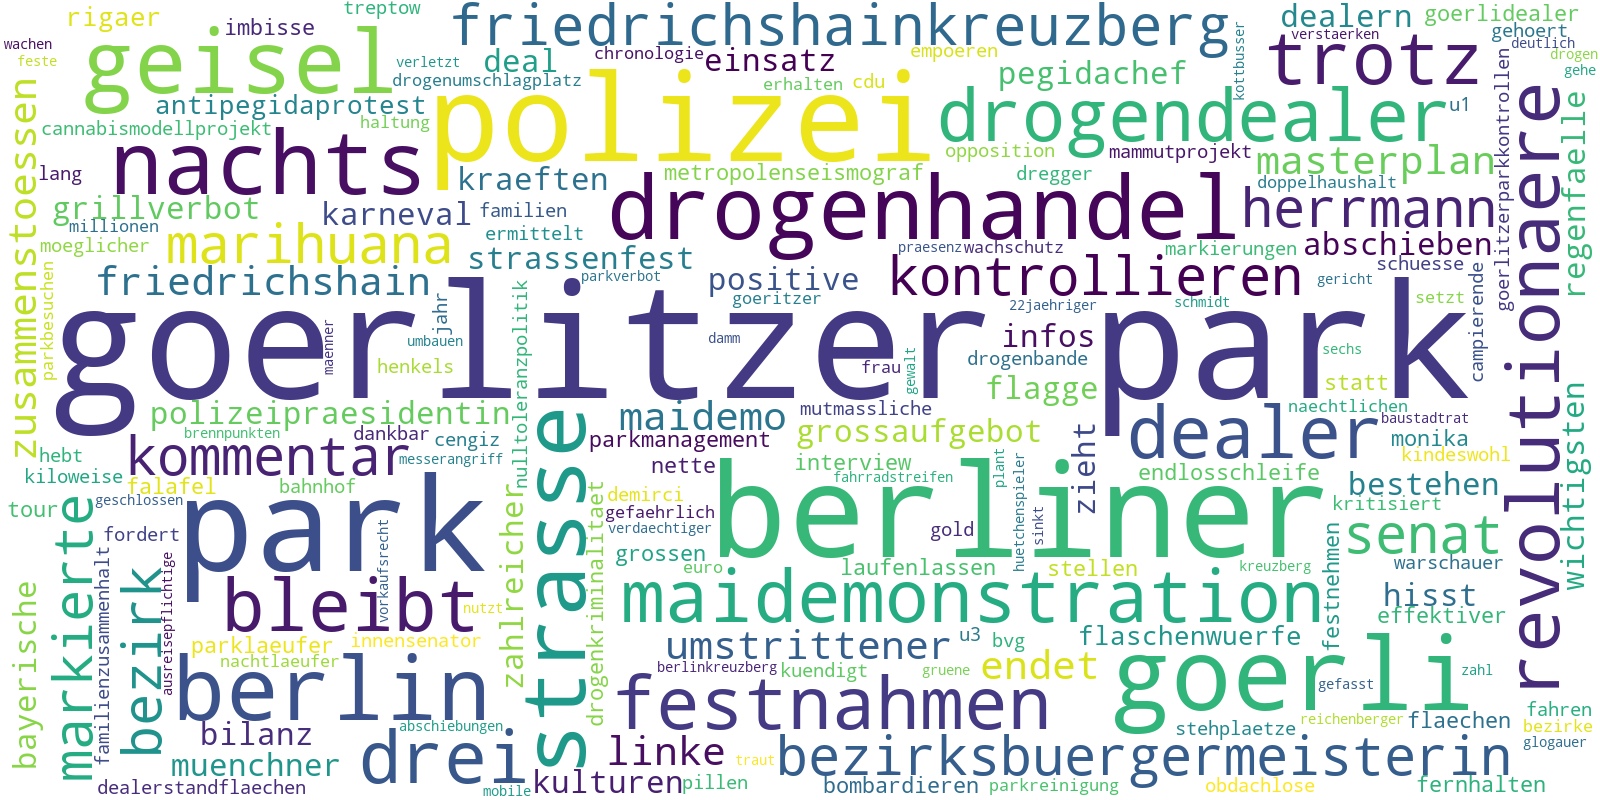 treptow
rigaer
imbisse
friedrichshainkreuzberg
dealern
goerlidealer
wachen
feste
geisel
verletzt
chronologie
deal
einsatz
empoeren
kottbusser
trotz
verstaerken
gehoert
deutlich
drogen
gehe
drogenumschlagplatz
erhalten
cdu
pegidachef
antipegidaprotest
haltung
polizei
drogendealer
u1
cannabismodellprojekt
nachts
opposition
mammutprojekt
masterplan
lang
kraeften
metropolenseismograf
dregger
doppelhaushalt
goerlitzerparkkontrollen
regenfaelle
revolutionaere
zusammenstoessen
grillverbot
millionen
moeglicher
karneval
familien
ermittelt
drogenhandel
herrmann
marihuana
strassenfest
praesenz
wachschutz
markierungen
abschieben
parkbesuchen
friedrichshain
parkverbot
positive
kontrollieren
gericht
schuesse
goeritzer
22jaehriger
schmidt
setzt
goerlitzer park
maenner
umbauen
jahr
henkels
nulltoleranzpolitik
damm
frau
gewalt
infos
drogenbande
sechs
campierende
flagge
statt
polizeipraesidentin
maidemo
mutmassliche
naechtlichen
baustadtrat
wichtigsten
brennpunkten
dankbar
cengiz
strasse
parkmanagement
grossaufgebot
zieht
dealer
monika
kindeswohl
hebt
kommentar
messerangriff
nette
interview
fahrradstreifen
plant
endlosschleife
bestehen
kiloweise
falafel
bahnhof
geschlossen
tour
markierte
park
zahlreicher
drogenkriminalitaet
demirci
gefaehrlich
verdaechtiger
berliner
gold
huetchenspieler
sinkt
kritisiert
senat
fordert
grossen
euro
laufenlassen
stellen
kreuzberg
festnehmen
warschauer
bayerische
familienzusammenhalt
bezirk
ausreisepflichtige
bleibt
vorkaufsrecht
nutzt
maidemonstration
hisst
effektiver
parklaeufer
innensenator
umstrittener
u3
bvg
flaschenwuerfe
nachtlaeufer
berlin
berlinkreuzberg
kuendigt
gruene
endet
goerli
zahl
gefasst
festnahmen
abschiebungen
bilanz
stehplaetze
reichenberger
flaechen
fahren
bezirke
glogauer
muenchner
drei
linke
traut
bezirksbuergermeisterin
dealerstandflaechen
mobile
kulturen
pillen
bombardieren
parkreinigung
obdachlose
fernhalten